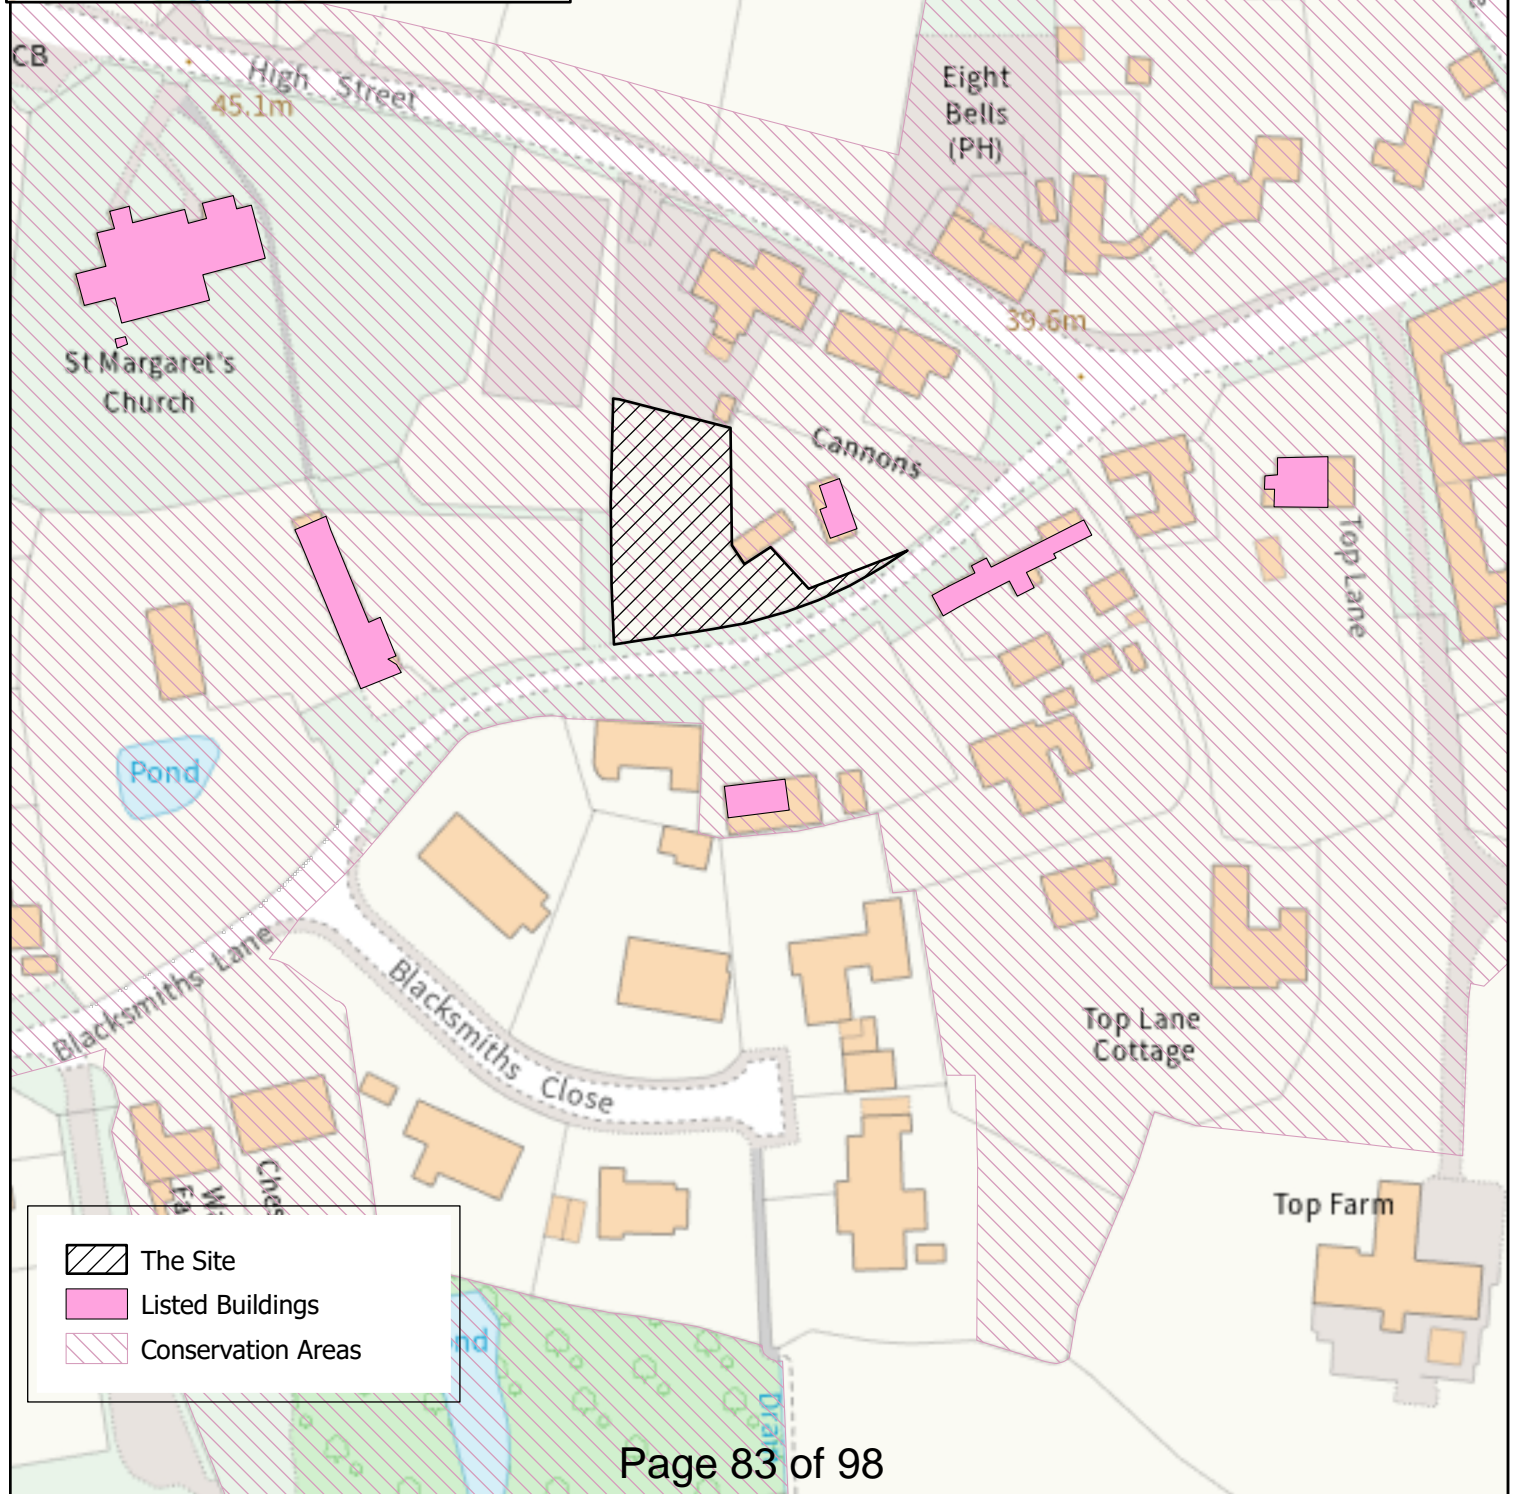 CB
High Street
45.1m
Eight
Bells
(PH)
39.6m
St Margaret's
Church
Cannons
Top Lane
Pond
Blacksmiths Lane
Blacksmiths Close
Top Lane
Cottage
Top Farm
The Site
Listed Buildings
Conservation Areas
Page 83 of 98